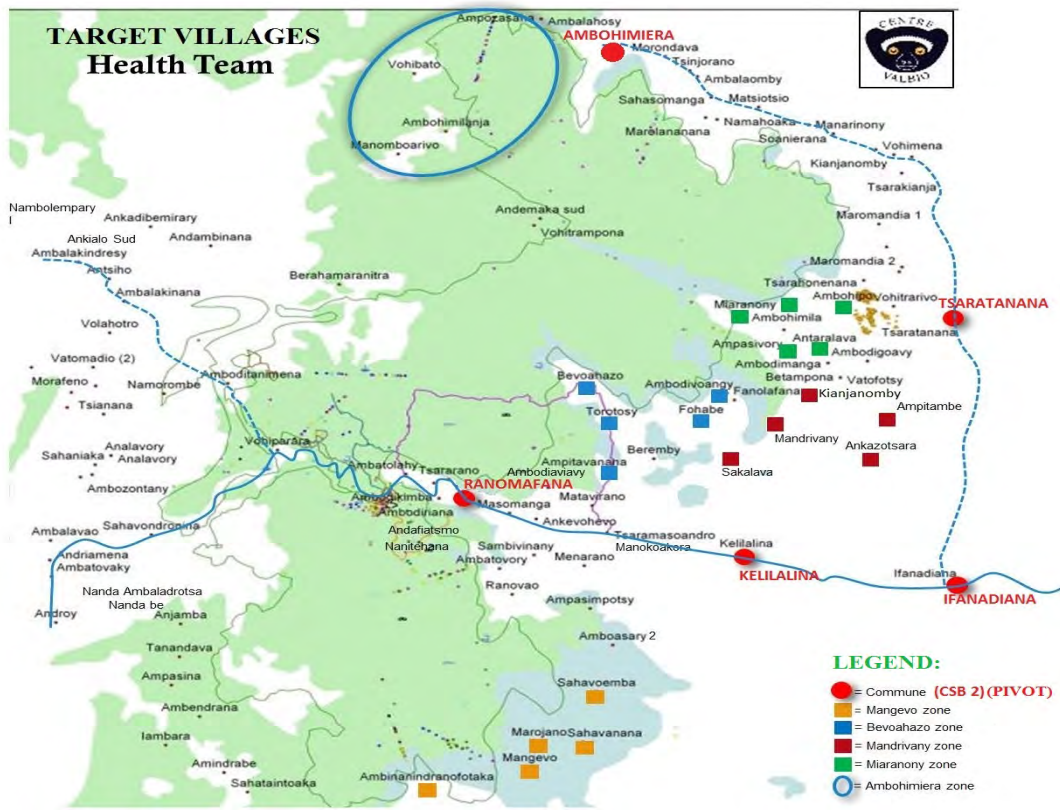 TARGET VILLAGES
Health Team
CENTRE
VALBIO
Ampozasana
Ambalahosy
AMBOHIMIERA
Morondava
Tsinjorano
Ambalaomby
Vohibato
Sahasomanga
Matsiotsio
Namahoaka
Manarinony
Ambohimilanja
Marelananana
Soanierana
Manomboarivo
Vohimena
Kianjanomby
Tsarakianja
Nambolempary
I
Ankadibemirary
Andemaka sud
Maromandia 1
Ankialo Sud
Andambinana
Vohitrampona
Ambalakindresy
Antsiho
Berahamaranitra
Maromandia 2
Ambalakinana
Tsarahonenana
Miaranony
Ambohipo
Vohitrarivo
TSARATANANA
Volahotro
Ambohimila
Tsaratanana
Ampasivory
Antaralava
Vatomadio (2)
Ambodimanga
Ambodigoavy
Morafeno
Namorombe
Amboditanimena
Bevoahazo
Ambodivoangy
Betampona
Vatofotsy
Tsianana
Fanolafana
Kianjanomby
Torotosy
Fohabe
Ampitambe
Analavory
Vohiparara
Mandrivany
Sahaniaka
Analavory
Ankazotsara
Ambatolahy
Tsararano
Ambodiaviavy
Ampitavanana
Beremby
Sakalava
Ambozontany
RANOMAFANA
Ambodikimba
Masomanga
Matavirano
Ambodinana
Ambalavao
Sahavondronina
Ankevohevo
Andafiatsimo
Tsaramasoandro
Kelilalina
Nanitehana
Sambivinany
Manokoakora
Andriamena
Ambatovory
Menarano
Ambatovaky
KELILALINA
Ifanadiana
Nanda Ambaladrotsa
Ranovao
IFANADIANA
Nanda be
Androy
Anjamba
Ampasimpotsy
Tanandava
Amboasary 2
Ampasina
Sahavoemba
Ambendrana
Iambara
Marojano
Sahavanana
Mangevo
Amindrabe
Ambinanindranofotaka
Sahataintoaka
LEGEND:
= Commune (CSB 2) (PIVOT)
= Mangevo zone
= Bevoahazo zone
= Mandrivany zone
= Miaranony zone
= Ambohimiera zone